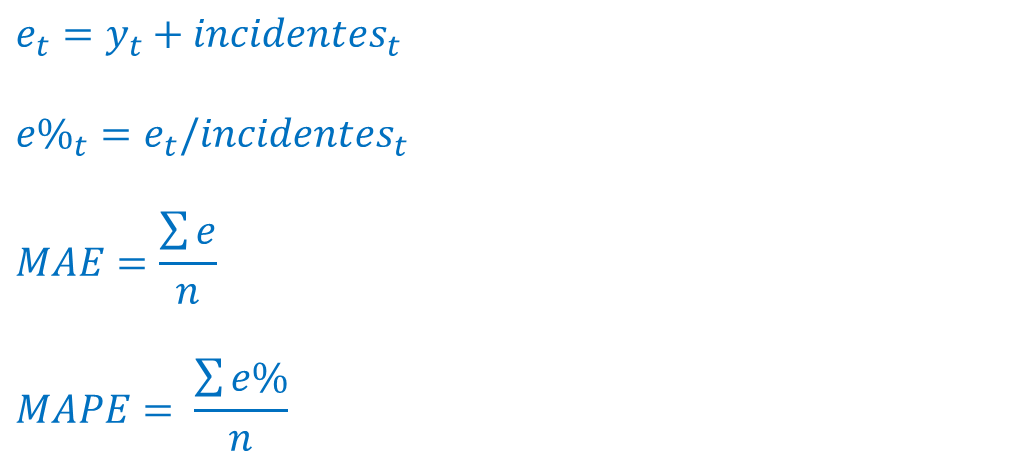 e_t = y_t + incidentes_t
e%_t = e_t/incidentes_t
MAE = ∑ e / n
MAPE = ∑ e% / n